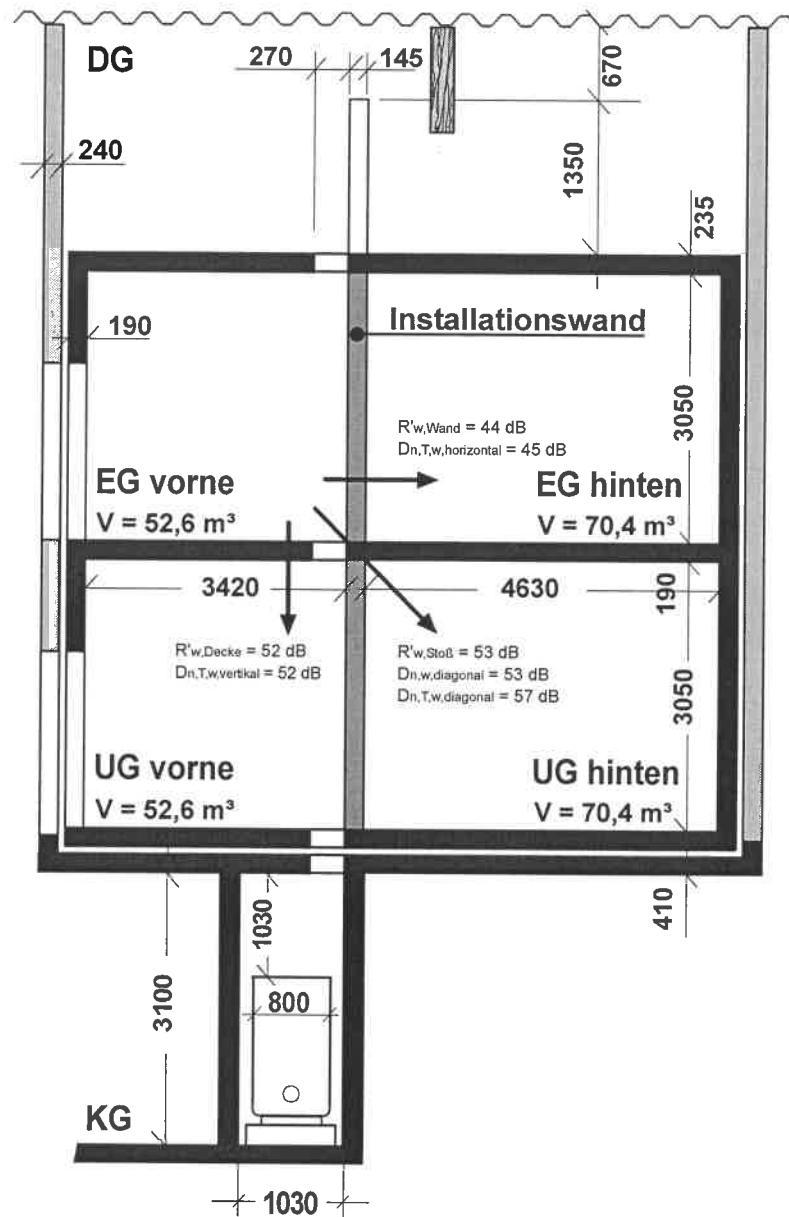 DG
270
145
670
240
1350
235
190
Installationswand
R'w,Wand = 44 dB
Dn,T,w,horizontal = 45 dB
3050
EG vorne
V = 52,6 m³
EG hinten
V = 70,4 m³
3420
4630
190
R'w,Decke = 52 dB
Dn,T,w,vertikal = 52 dB
R'w,Stoß = 53 dB
Dn,w,diagonal = 53 dB
Dn,T,w,diagonal = 57 dB
3050
UG vorne
V = 52,6 m³
UG hinten
V = 70,4 m³
410
1030
3100
800
KG
1030